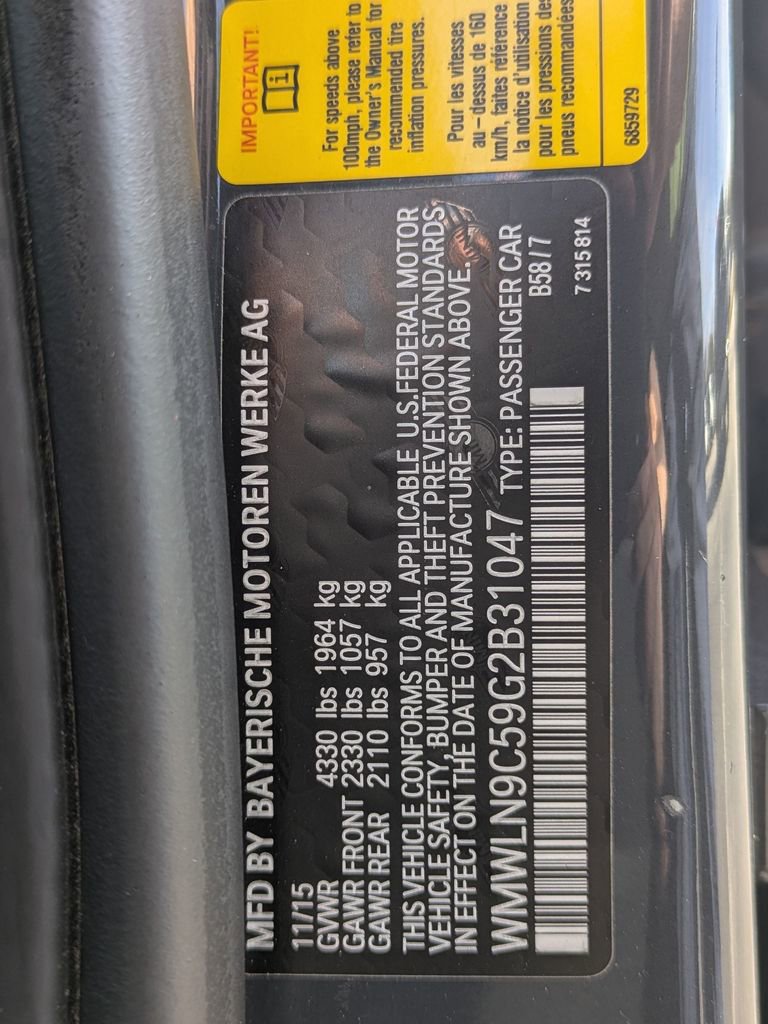 MFD BY BAYERISCHE MOTOREN WERKE AG
11/15
GVWR 4330 lbs 1964 kg
GAWR FRONT 2330 lbs 1057 kg
GAWR REAR 2110 lbs 957 kg
THIS VEHICLE CONFORMS TO ALL APPLICABLE U.S.FEDERAL MOTOR
VEHICLE SAFETY, BUMPER AND THEFT PREVENTION STANDARDS
IN EFFECT ON THE DATE OF MANUFACTURE SHOWN ABOVE.
WMWLN9C59G2B31047 TYPE: PASSENGER CAR
B58/7
7 315 814
IMPORTANT!
For speeds above
100mph, please refer to
the Owner's Manual for
recommended tire
inflation pressures.
Pour les vitesses
au-dessus de 160
km/h, faites référence
la notice d'utilisation
pour les pressions des
pneus recommandées
6859729